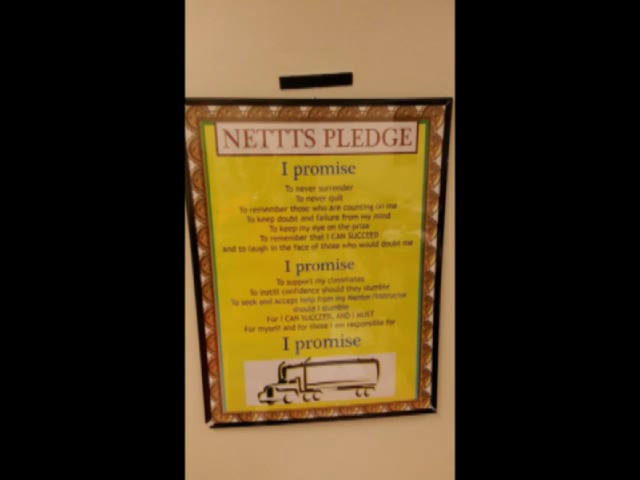 NETTTS PLEDGE
I promise
To never surrender
To never quit
To remember those who are counting on me
To keep doubt and failure from my mind
To keep my eye on the prize
To remember that I CAN SUCCEED
and to laugh in the face of those who would doubt me
I promise
To support my classmates
To instill confidence should they stumble
To seek and accept help from my Mentor/Instructor
should I stumble
For I CAN SUCCEED, AND I MUST
For myself and for those I am responsible for
I promise